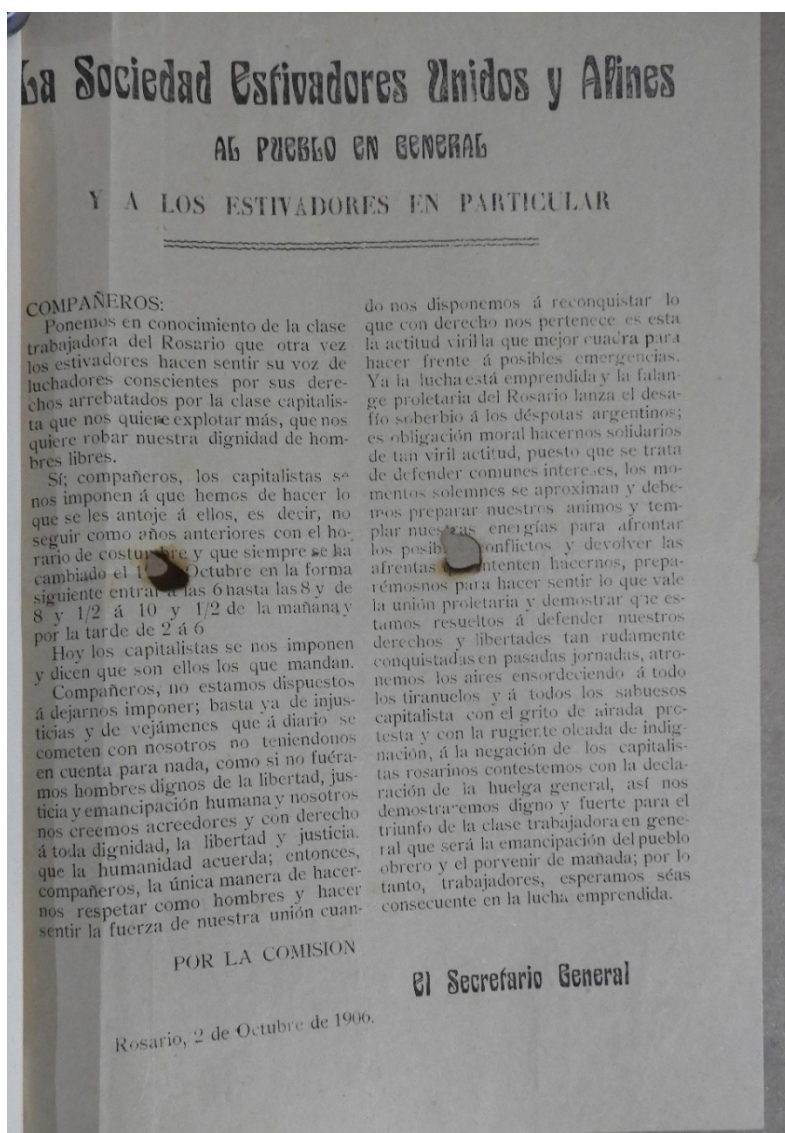 La Sociedad Estivadores Unidos y Afines
AL PUEBLO EN GENERAL
Y A LOS ESTIVADORES EN PARTICULAR
COMPAÑEROS:
Ponemos en conocimiento de la clase
trabajadora del Rosario que otra vez
los estivadores hacen sentir su voz de
luchadores conscientes por sus dere-
chos arrebatados por la clase capitalis-
ta que nos quiere explotar más, que nos
quiere robar nuestra dignidad de hom-
bres libres.
Sí; compañeros, los capitalistas se
nos imponen á que hemos de hacer lo
que se les antoje á ellos, es decir, no
seguir como años anteriores con el ho-
rario de costumbre y que siempre se ha
cambiado el Octubre en la forma
siguiente entrar a las 6 hasta las 8 y de
8 y 1/2 á 10 y 1/2 de la mañana y
por la tarde de 2 á 6
Hoy los capitalistas se nos imponen
y dicen que son ellos los que mandan.
Compañeros, no estamos dispuestos
á dejarnos imponer; basta ya de injus-
ticias y de vejámenes que á diario se
cometen con nosotros no teniendonos
en cuenta para nada, como si no fuéra-
mos hombres dignos de la libertad, jus-
ticia y emancipación humana y nosotros
nos creemos acreedores y con derecho
á toda dignidad, la libertad y justicia.
que la humanidad acuerda; entonces,
compañeros, la única manera de hacer-
nos respetar como hombres y hacer
sentir la fuerza de nuestra unión cuan-
do nos disponemos á reconquistar lo
que con derecho nos pertenece es esta
la actitud viril la que mejor cuadra para
hacer frente á posibles emergencias.
Ya la lucha está emprendida y la falan-
ge proletaria del Rosario lanza el desa-
fío soberbio á los déspotas argentinos;
es obligación moral hacernos solidarios
de tan viril actitud, puesto que se trata
de defender comunes intereses, los mo-
mentos solemnes se aproximan y debe-
mos preparar nuestros animos y tem-
plar nuestras energías para afrontar
los posib conflictos y devolver las
afrentas intenten hacernos, prepa-
rémosnos para hacer sentir lo que vale
la unión proletaria y demostrar que es-
tamos resueltos á defender nuestros
derechos y libertades tan rudamente
conquistadas en pasadas jornadas, atro-
nemos los aires ensordeciendo á todo
los tiranuelos y á todos los sabuesos
capitalista con el grito de airada pro-
testa y con la rugiente oleada de indig-
nación, á la negación de los capitalis-
tas rosarinos contestemos con la decla-
ración de la huelga general, así nos
demostraremos digno y fuerte para el
triunfo de la clase trabajadora en gene-
ral que será la emancipación del pueblo
obrero y el porvenir de mañada; por lo
tanto, trabajadores, esperamos séas
consecuente en la lucha emprendida.
POR LA COMISION
El Secretario General
Rosario, 2 de Octubre de 1906.